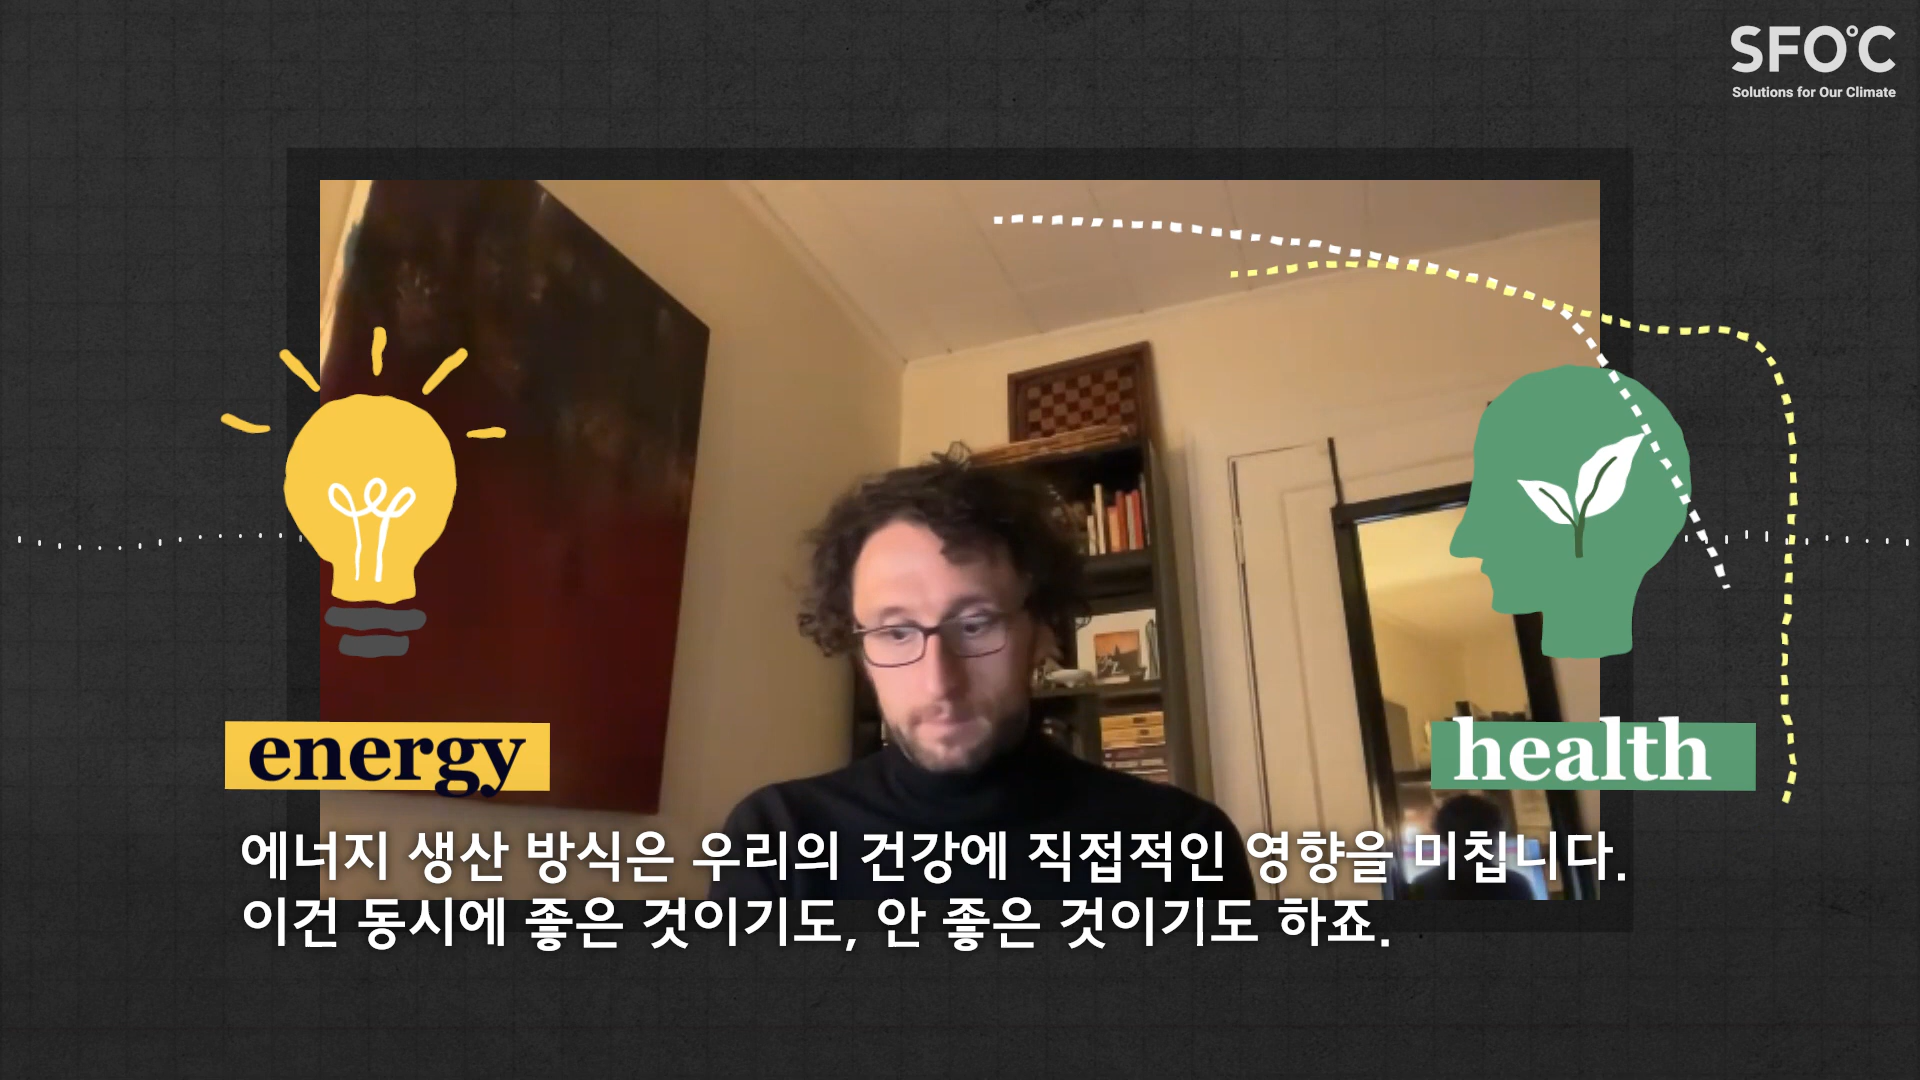 SFO°C
Solutions for Our Climate
energy
health
에너지 생산 방식은 우리의 건강에 직접적인 영향을 미칩니다.
이건 동시에 좋은 것이기도, 안 좋은 것이기도 하죠.